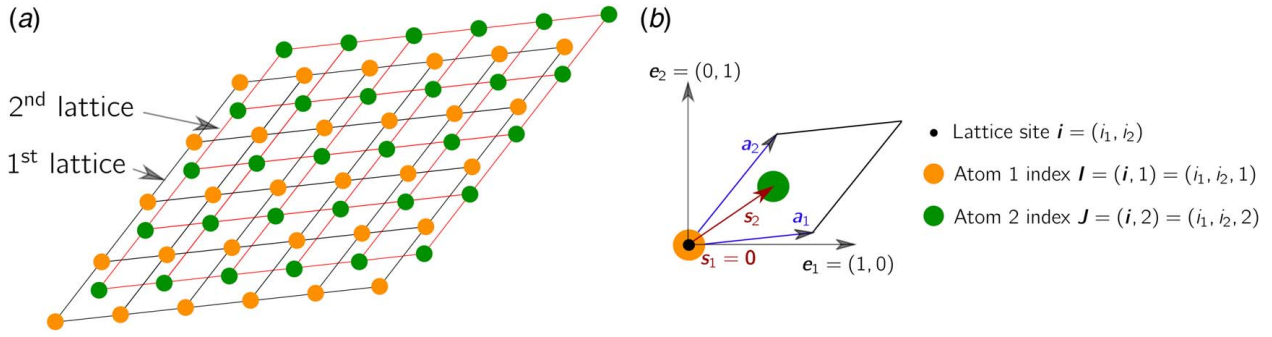 (a)
2nd lattice
1st lattice
(b)
e₂ = (0, 1)
a₂
s₂
a₁
s₁ = 0
e₁ = (1, 0)
Lattice site i = (i₁, i₂)
Atom 1 index I = (i, 1) = (i₁, i₂, 1)
Atom 2 index J = (i, 2) = (i₁, i₂, 2)